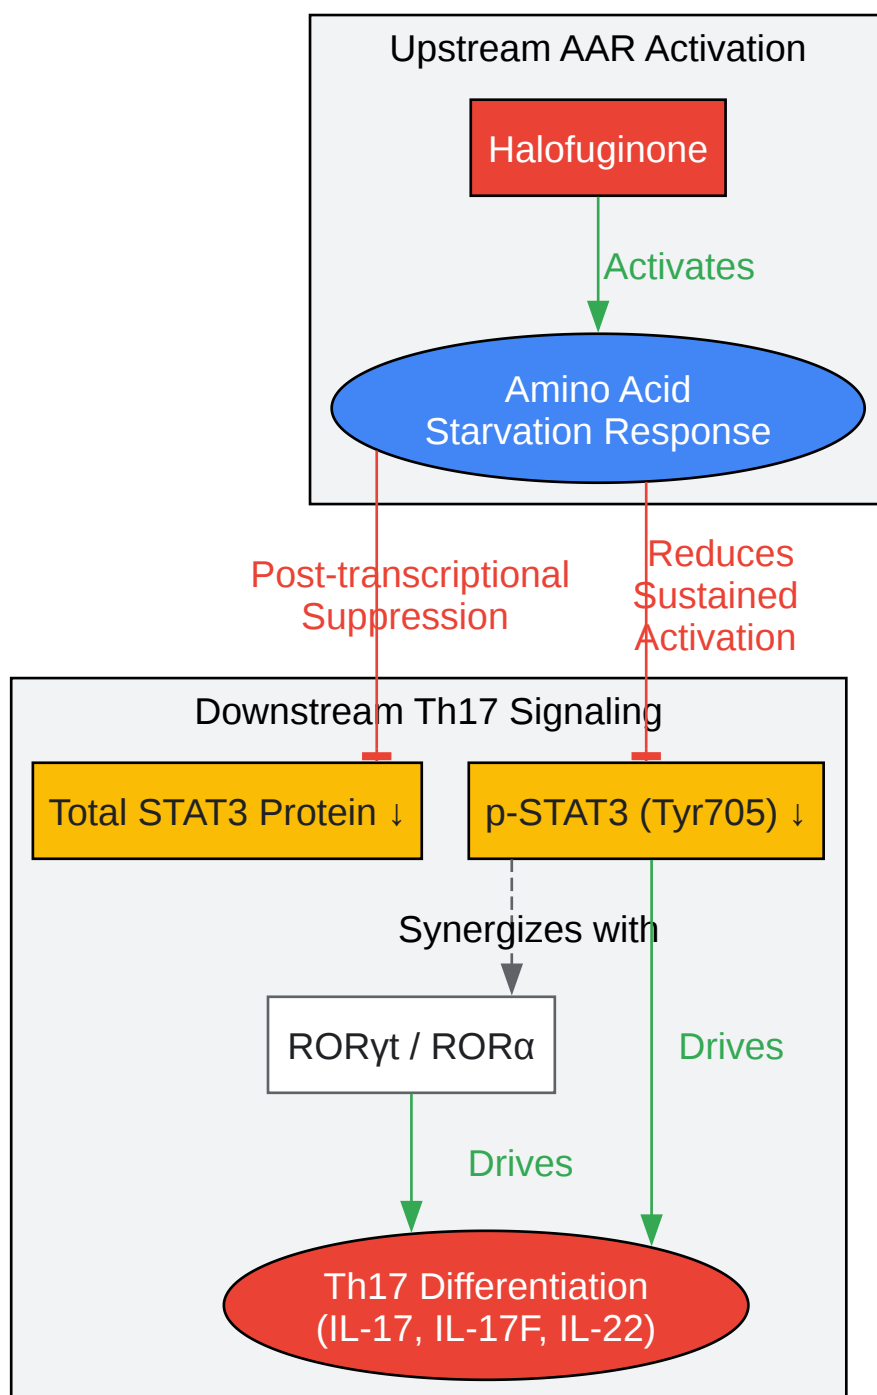 Upstream AAR Activation
Halofuginone
Activates
Amino Acid
Starvation Response
Post-transcriptional
Suppression
Reduces
Sustained
Activation
Downstream Th17 Signaling
Total STAT3 Protein ↓
p-STAT3 (Tyr705) ↓
Synergizes with
RORγt / RORα
Drives
Drives
Th17 Differentiation
(IL-17, IL-17F, IL-22)